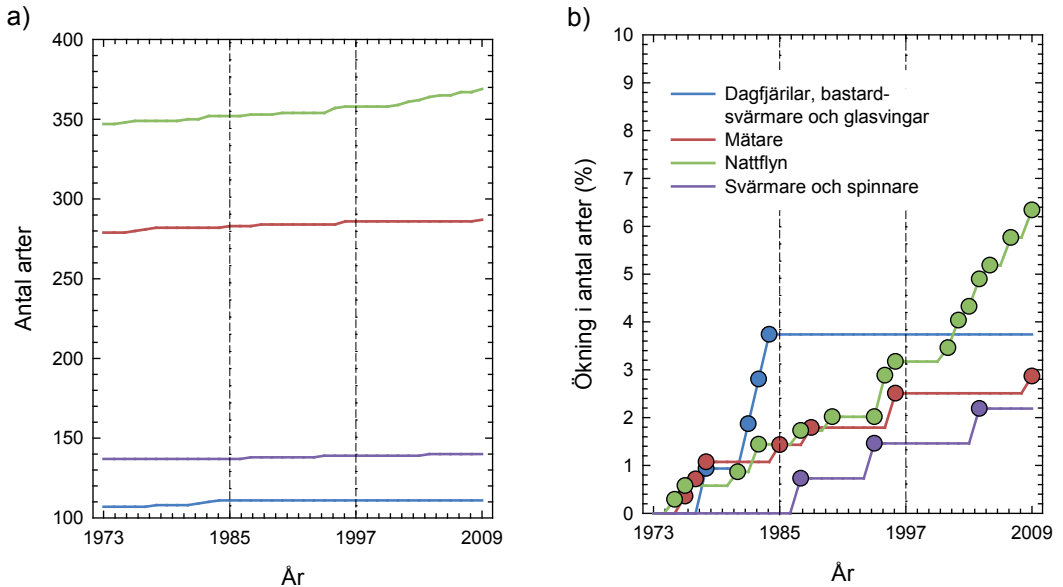 a)
400
350
300
250
200
150
100
Antal arter
1973
1985
1997
2009
År
b)
10
9
8
7
6
5
4
3
2
1
0
Ökning i antal arter (%)
Dagfjärilar, bastard-
svärmare och glasvingar
Mätare
Nattflyn
Svärmare och spinnare
1973
1985
1997
2009
År